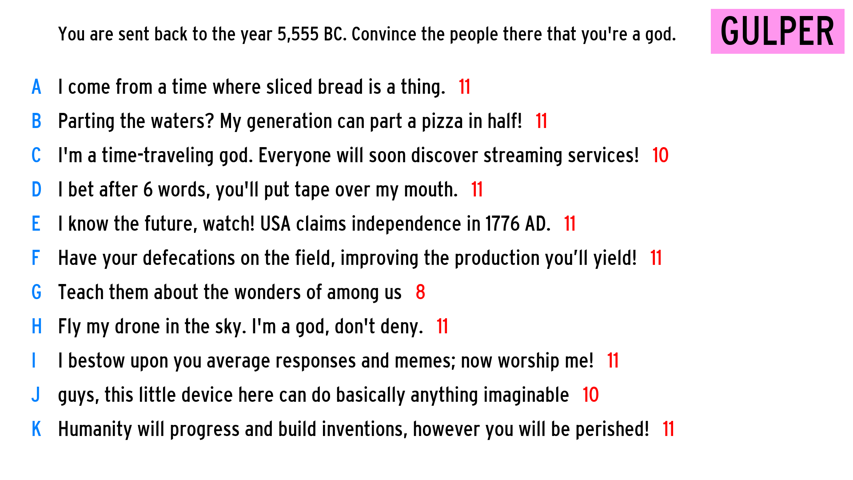 You are sent back to the year 5,555 BC. Convince the people there that you're a god.
GULPER
A I come from a time where sliced bread is a thing. 11
B Parting the waters? My generation can part a pizza in half! 11
C I'm a time-traveling god. Everyone will soon discover streaming services! 10
D I bet after 6 words, you'll put tape over my mouth. 11
E I know the future, watch! USA claims independence in 1776 AD. 11
F Have your defecations on the field, improving the production you’ll yield! 11
G Teach them about the wonders of among us 8
H Fly my drone in the sky. I'm a god, don't deny. 11
I I bestow upon you average responses and memes; now worship me! 11
J guys, this little device here can do basically anything imaginable 10
K Humanity will progress and build inventions, however you will be perished! 11